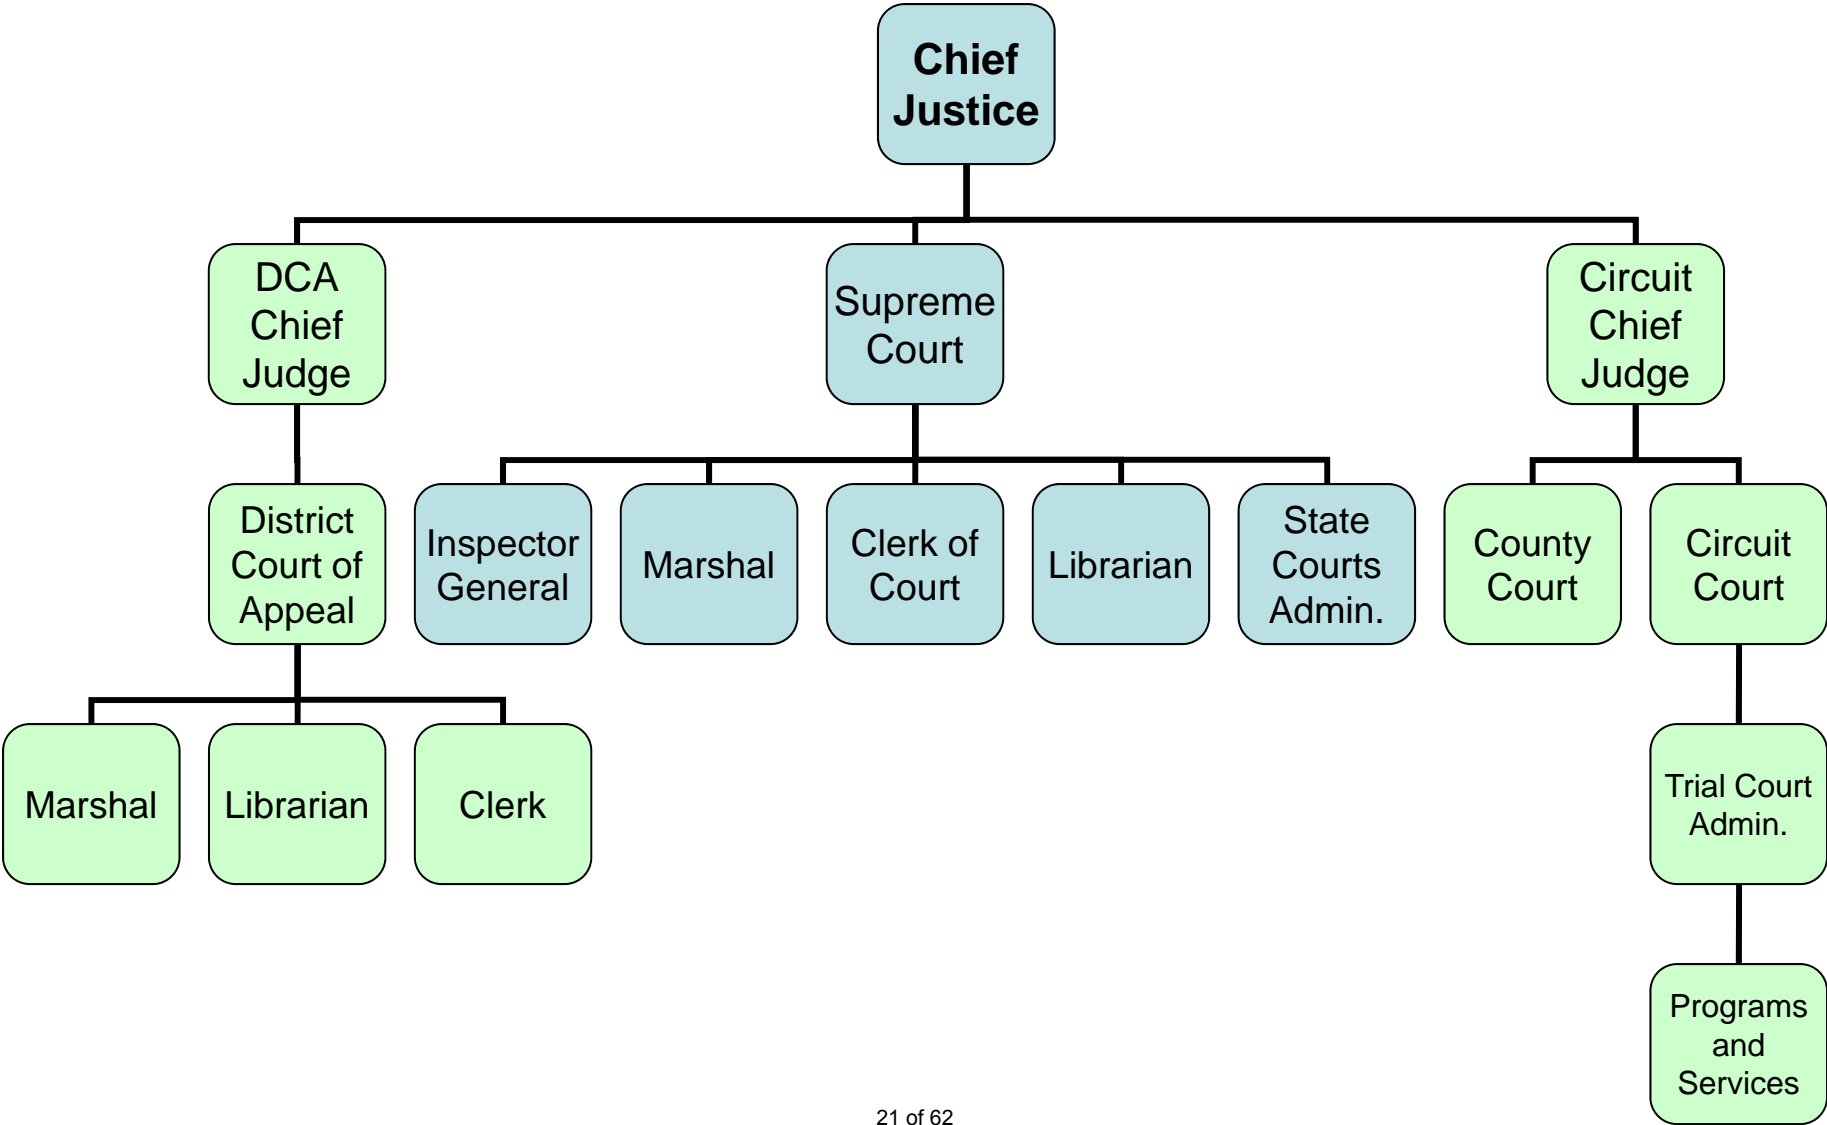 Chief
Justice
DCA
Chief
Judge
Supreme
Court
Circuit
Chief
Judge
District
Court of
Appeal
Inspector
General
Marshal
Clerk of
Court
Librarian
State
Courts
Admin.
County
Court
Circuit
Court
Marshal
Librarian
Clerk
Trial Court
Admin.
Programs
and
Services
21 of 62